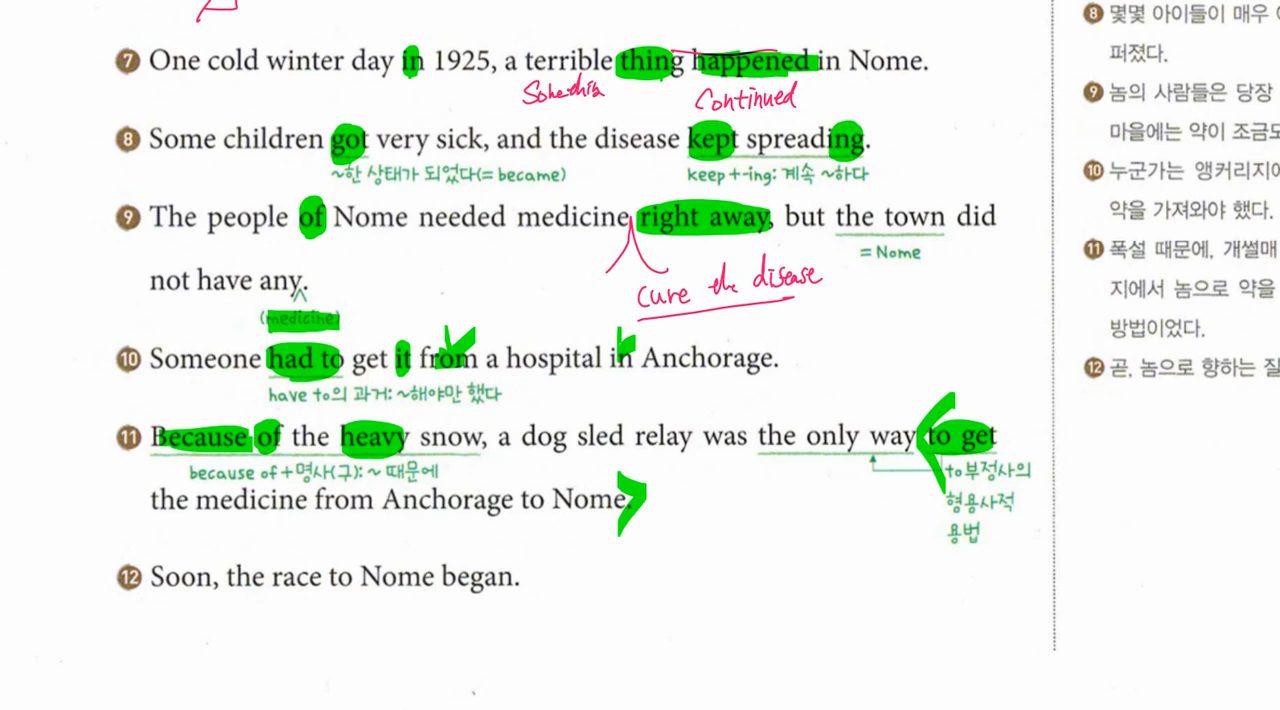 ⑦ One cold winter day in 1925, a terrible thing happened in Nome.
Continued
⑧ Some children got very sick, and the disease kept spreading.
~한 상태가 되었다(= became) keep +-ing: 계속 ~하다
⑨ The people of Nome needed medicine right away, but the town did
= Nome
not have any.
cure the disease
(medicine)
⑩ Someone had to get it from a hospital in Anchorage.
have to의 과거: ~해야만 했다
⑪ Because of the heavy snow, a dog sled relay was the only way to get
because of + 명사(구): ~ 때문에 to부정사의
the medicine from Anchorage to Nome.
형용사적
용법
⑫ Soon, the race to Nome began.
⑧ 몇몇 아이들이 매우
퍼졌다.
⑨ 놈의 사람들은 당장
마을에는 약이 조금도
⑩ 누군가는 앵커리지에
약을 가져와야 했다.
⑪ 폭설 때문에, 개썰매
지에서 놈으로 약을
방법이었다.
⑫ 곧, 놈으로 향하는 질